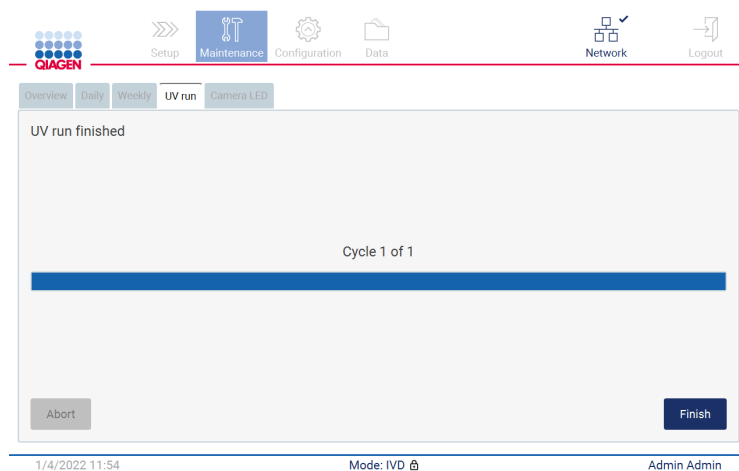 QIAGEN
Setup Maintenance Configuration Data Network Logout
Overview Daily Weekly UV run Camera LED
UV run finished
Cycle 1 of 1
Abort Finish
1/4/2022 11:54 Mode: IVD Admin Admin